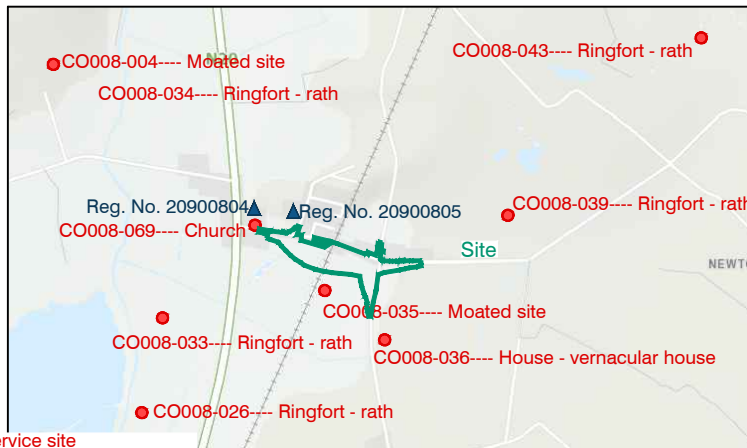 N20
CO008-043---- Ringfort - rath
CO008-004---- Moated site
CO008-034---- Ringfort - rath
Reg. No. 20900804
Reg. No. 20900805
CO008-039---- Ringfort - rath
CO008-069---- Church
Site
NEWTO
CO008-035---- Moated site
CO008-033---- Ringfort - rath
CO008-036---- House - vernacular house
CO008-026---- Ringfort - rath
ervice site